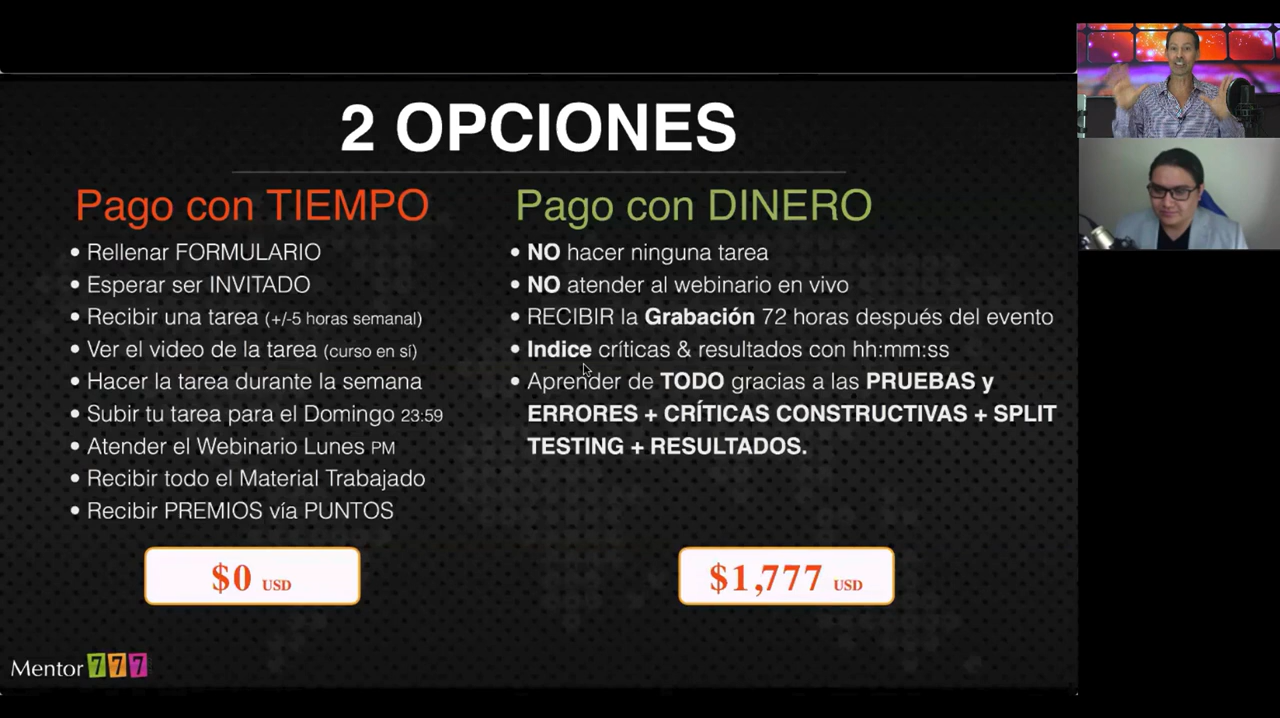 2 OPCIONES
Pago con TIEMPO
• Rellenar FORMULARIO
• Esperar ser INVITADO
• Recibir una tarea (+/-5 horas semanal)
• Ver el video de la tarea (curso en sí)
• Hacer la tarea durante la semana
• Subir tu tarea para el Domingo 23:59
• Atender el Webinario Lunes PM
• Recibir todo el Material Trabajado
• Recibir PREMIOS vía PUNTOS
$0 USD
Pago con DINERO
• NO hacer ninguna tarea
• NO atender al webinario en vivo
• RECIBIR la Grabación 72 horas después del evento
• Indice críticas & resultados con hh:mm:ss
• Aprender de TODO gracias a las PRUEBAS y
ERRORES + CRÍTICAS CONSTRUCTIVAS + SPLIT
TESTING + RESULTADOS.
$1,777 USD
Mentor 777